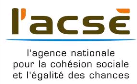 l'acsé
l'agence nationale
pour la cohésion sociale
et l'égalité des chances